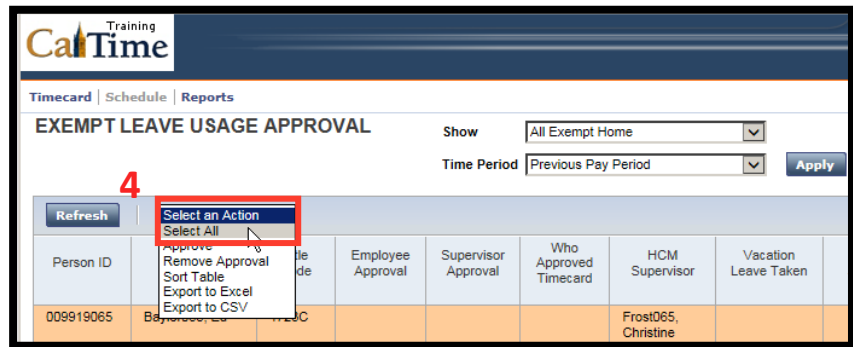 Training
CalTime
Timecard | Schedule | Reports
EXEMPT LEAVE USAGE APPROVAL
Show All Exempt Home
Time Period Previous Pay Period Apply
4
Refresh
Select an Action
Select All
Approve
Remove Approval
Sort Table
Export to Excel
Export to CSV
Person ID
Employee Approval
Supervisor Approval
Who Approved Timecard
HCM Supervisor
Vacation Leave Taken
009919065
Frost065,
Christine